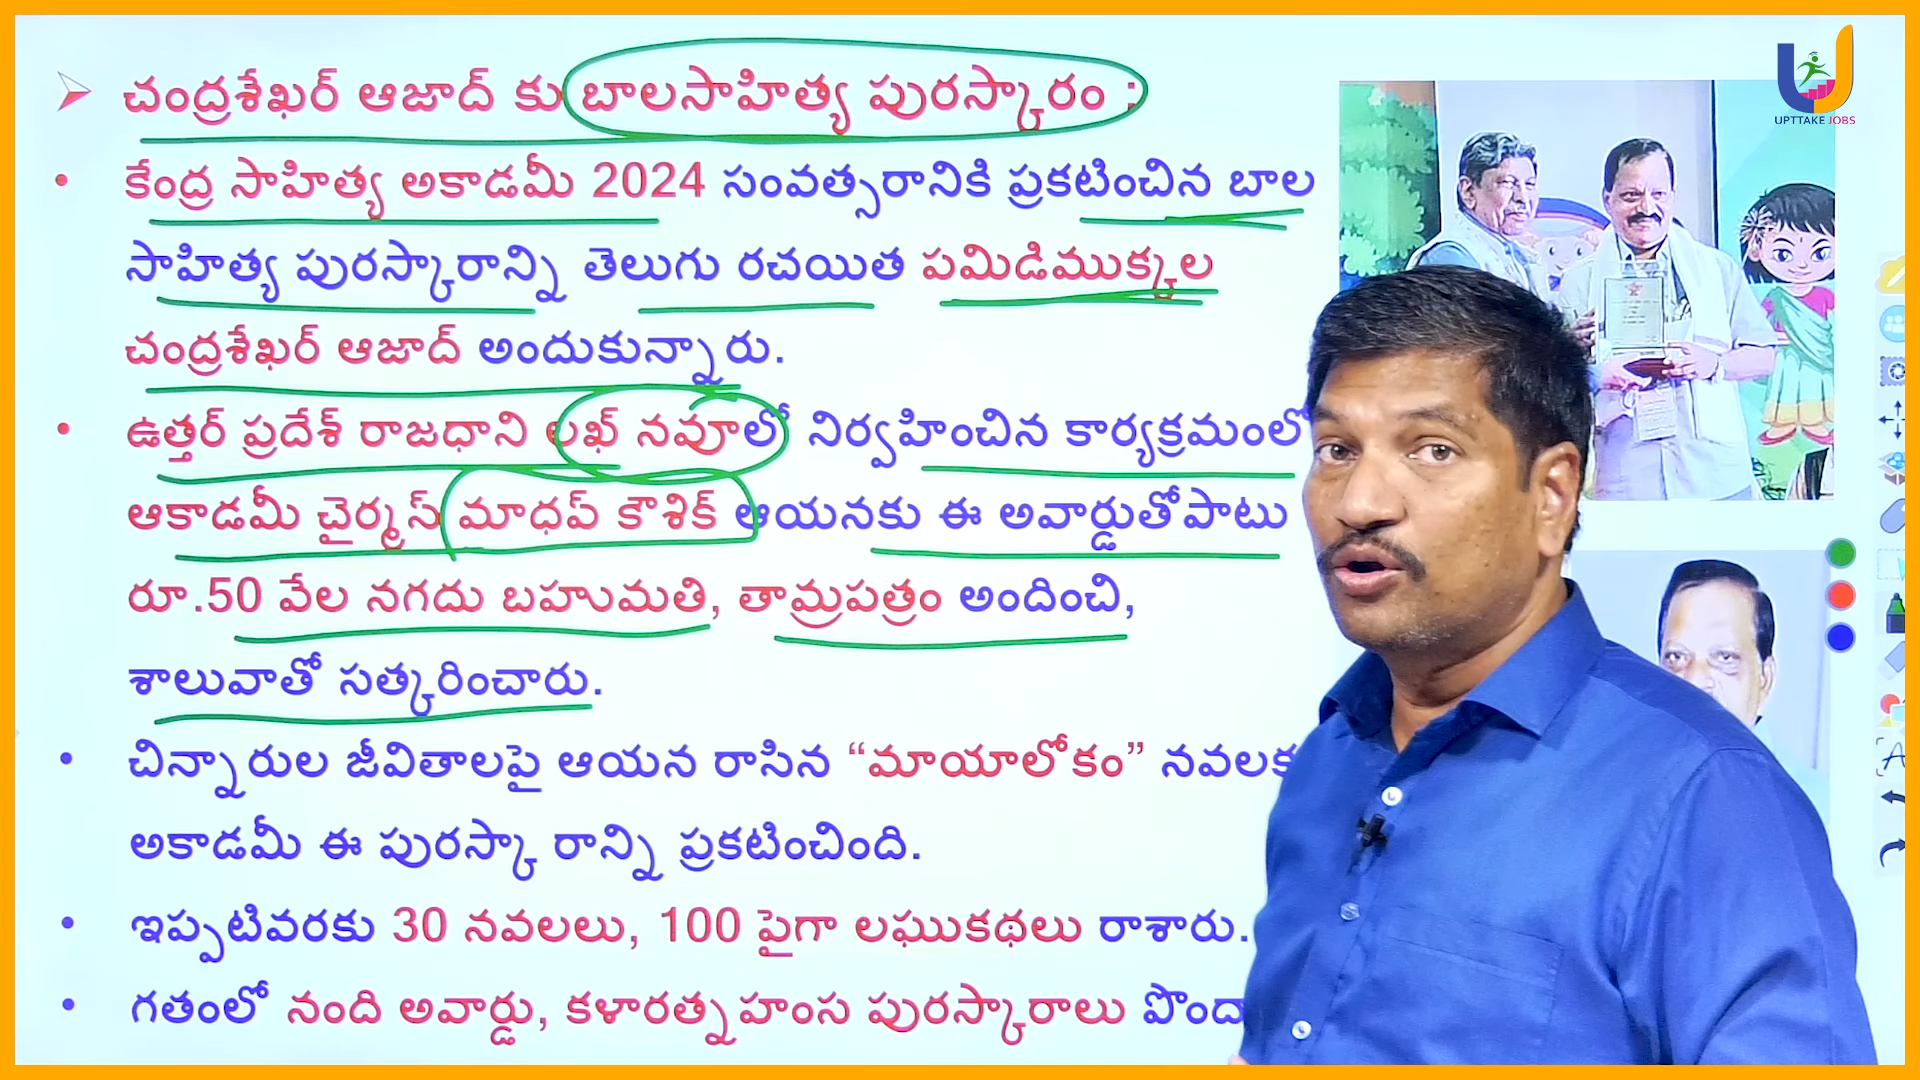 చంద్రశేఖర్ ఆజాద్ కు బాలసాహిత్య పురస్కారం :
కేంద్ర సాహిత్య అకాడమీ 2024 సంవత్సరానికి ప్రకటించిన బాల
సాహిత్య పురస్కారాన్ని తెలుగు రచయిత పమిడిముక్కల
చంద్రశేఖర్ ఆజాద్ అందుకున్నారు.
ఉత్తర్ ప్రదేశ్ రాజధాని లఖ్ నవూలో నిర్వహించిన కార్యక్రమంలో
ఆకాడమీ చైర్మన్ మాధవ్ కౌశిక్ ఆయనకు ఈ అవార్డుతోపాటు
రూ.50 వేల నగదు బహుమతి, తామ్రపత్రం అందించి,
శాలువాతో సత్కరించారు.
చిన్నారుల జీవితాలపై ఆయన రాసిన “మాయాలోకం”
అకాడమీ ఈ పురస్కా రాన్ని ప్రకటించింది.
ఇప్పటివరకు 30 నవలలు, 100 పైగా లఘుకథలు రాశారు.
గతంలో నంది అవార్డు, కళారత్న హంస పురస్కారాలు
UPTTAKE JOBS